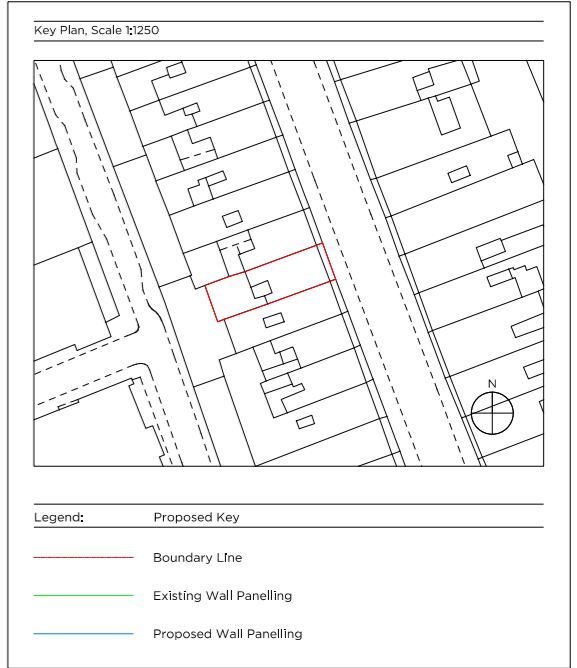 Key Plan, Scale 1:1250
N
Legend: Proposed Key
Boundary Line
Existing Wall Panelling
Proposed Wall Panelling